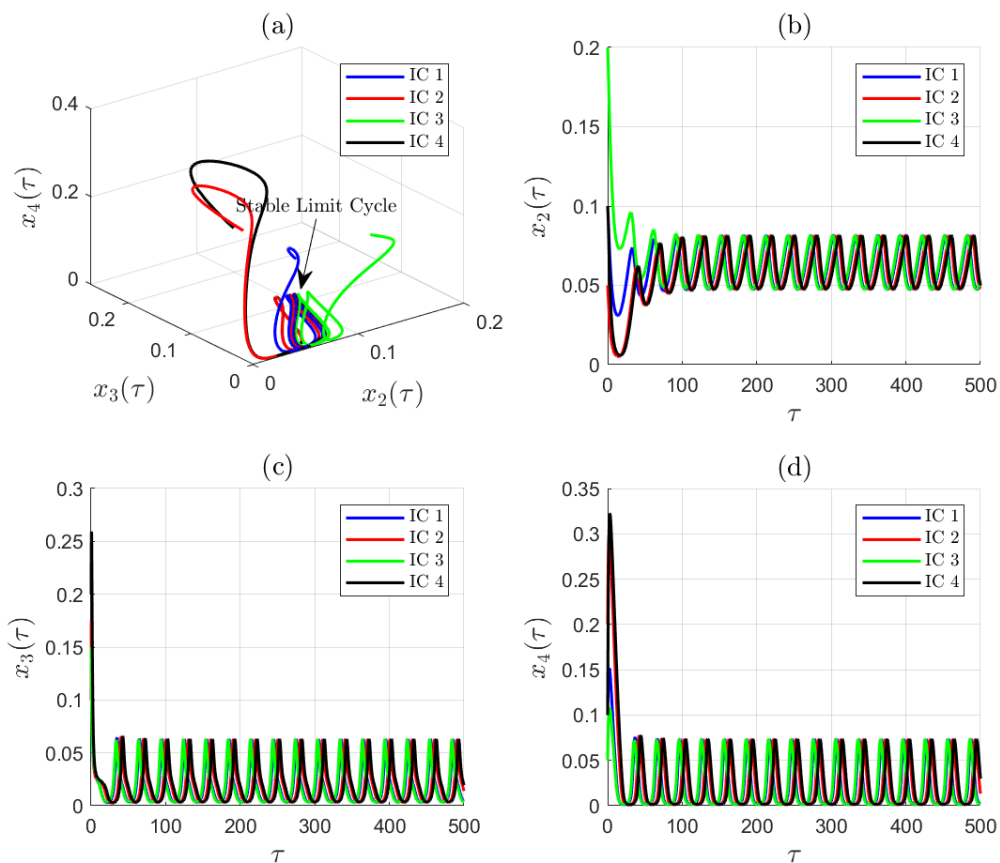 (a)
IC 1
IC 2
IC 3
IC 4
Stable Limit Cycle
0.4
0.2
0
x₄(τ)
0.2
0.1
0
x₃(τ)
0
0.1
0.2
x₂(τ)
(b)
IC 1
IC 2
IC 3
IC 4
0.2
0.15
0.1
0.05
0
x₂(τ)
0 100 200 300 400 500
τ
(c)
IC 1
IC 2
IC 3
IC 4
0.3
0.25
0.2
0.15
0.1
0.05
0
x₃(τ)
0 100 200 300 400 500
τ
(d)
IC 1
IC 2
IC 3
IC 4
0.35
0.3
0.25
0.2
0.15
0.1
0.05
0
x₄(τ)
0 100 200 300 400 500
τ